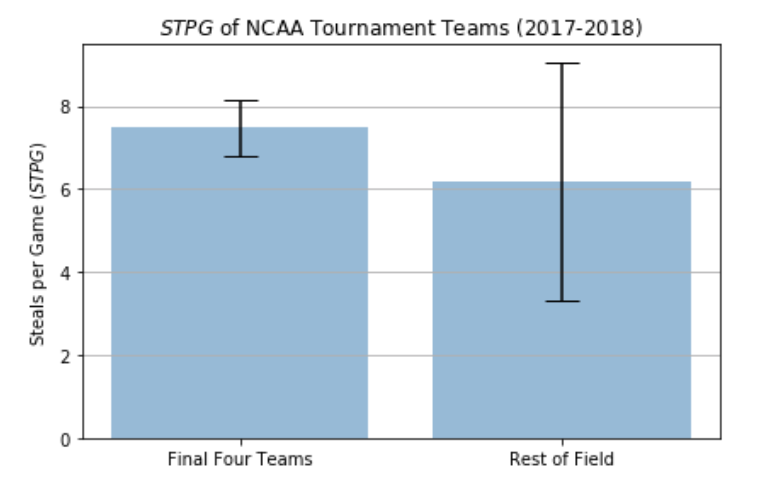 STPG of NCAA Tournament Teams (2017-2018)
Steals per Game (STPG)
8
6
4
2
0
Final Four Teams
Rest of Field